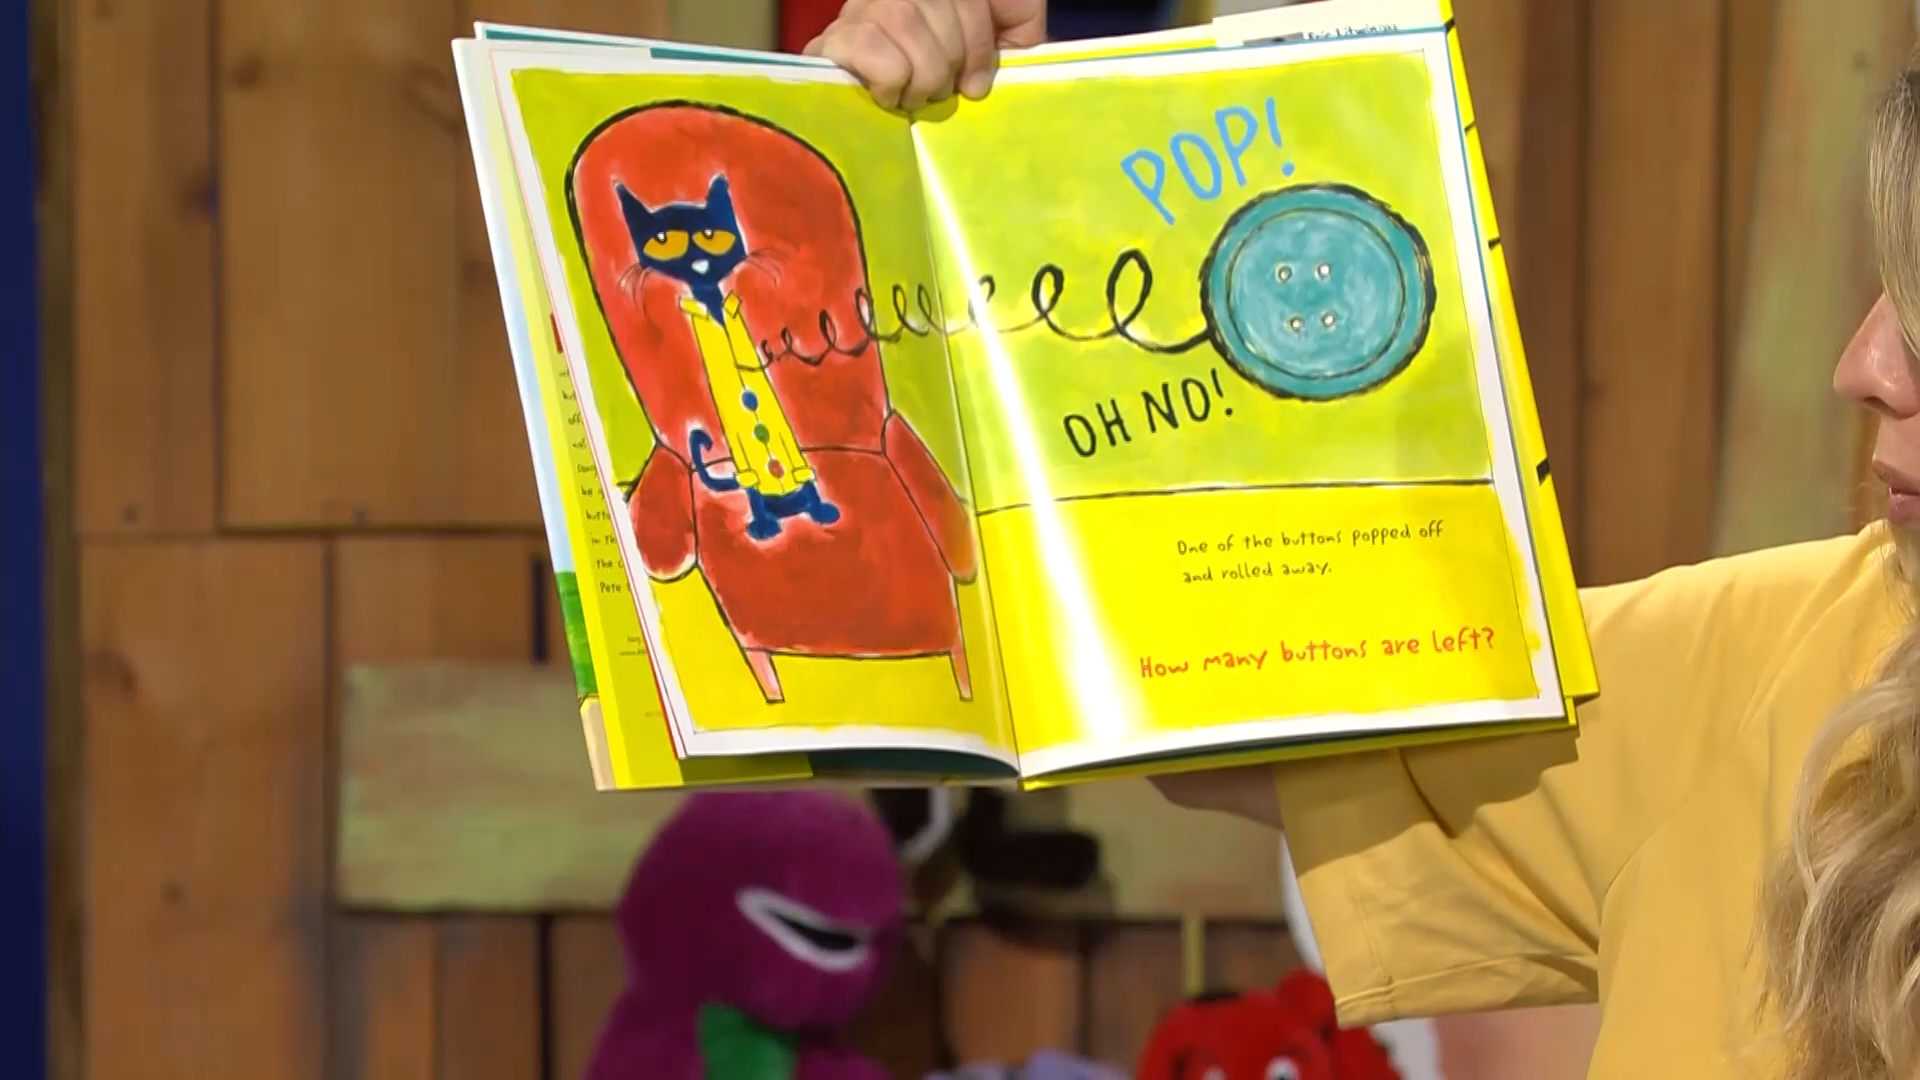 POP!
OH NO!
One of the buttons popped off
and rolled away.
How many buttons are left?